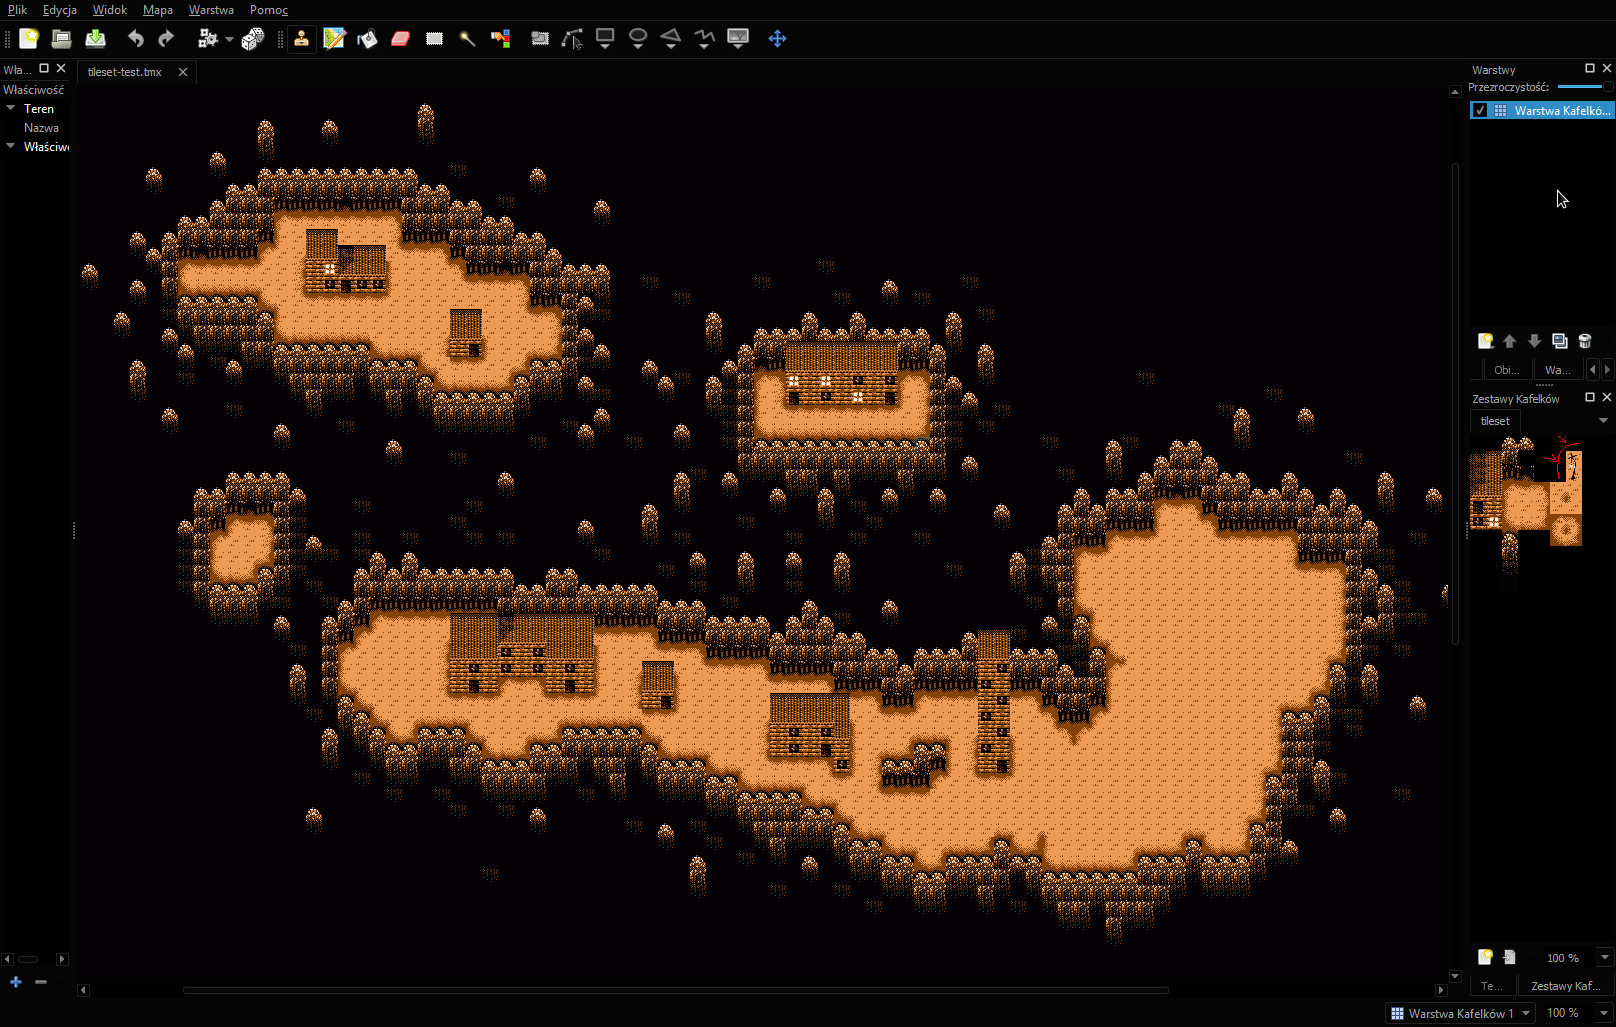 Plik Edycja Widok Mapa Warstwa Pomoc
Wła...
tileset-test.tmx
Właściwość
Teren
Nazwa
Właściwo
Warstwy
Przezroczystość:
Warstwa Kafelkó...
Obi... Wa...
Zestawy Kafelków
tileset
100 %
Te... Zestawy Kaf...
Warstwa Kafelków 1 100 %